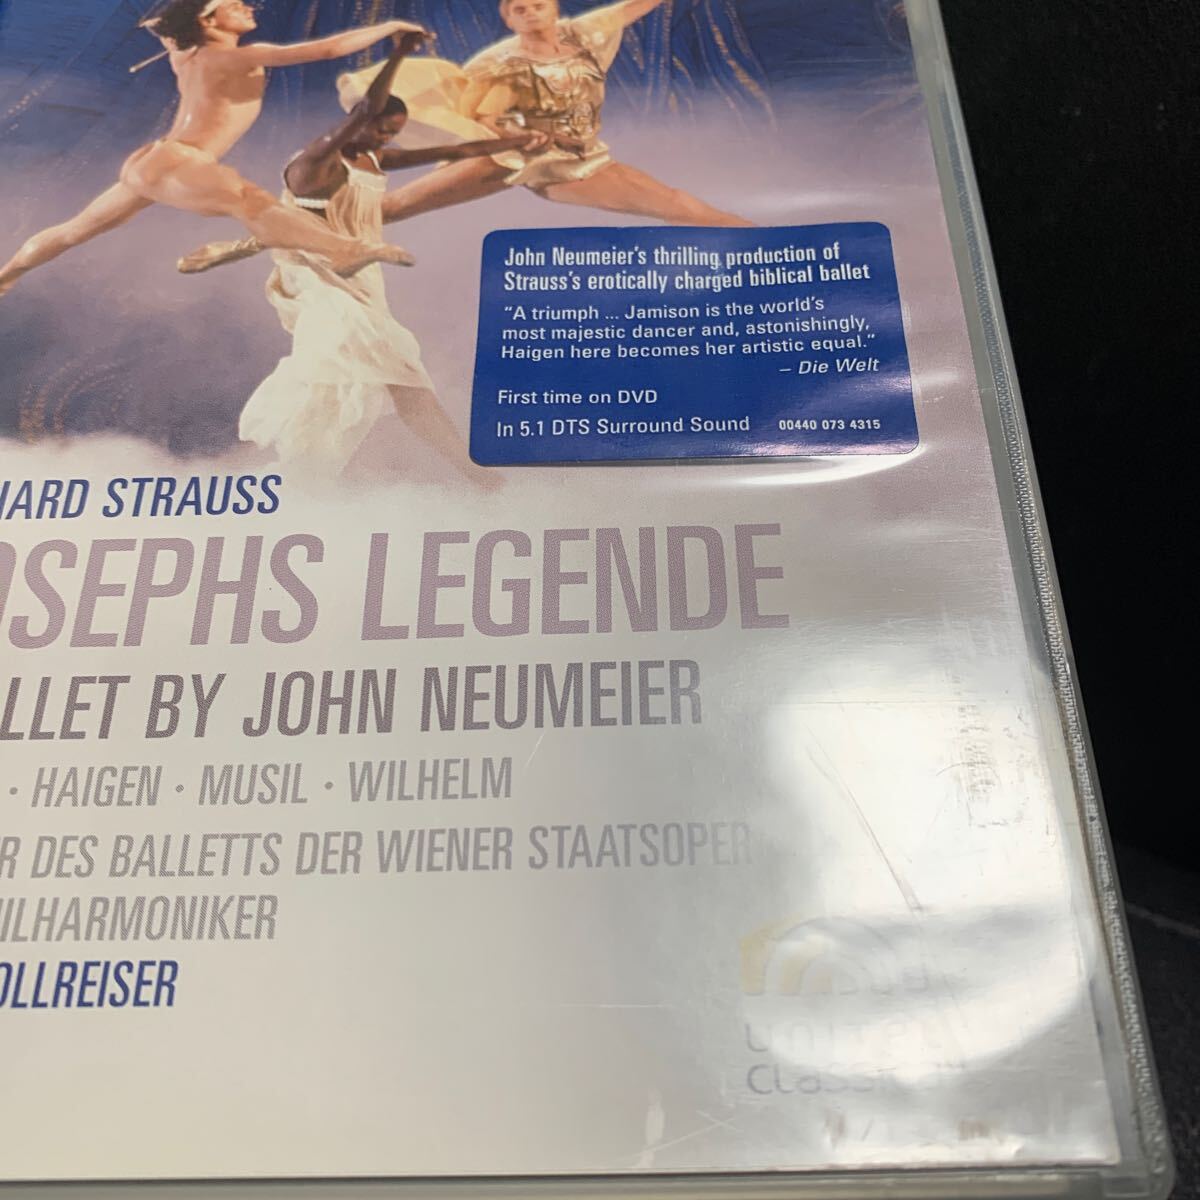 John Neumeier's thrilling production of
Strauss's erotically charged biblical ballet
"A triumph ... Jamison is the world's
most majestic dancer and, astonishingly,
Haigen here becomes her artistic equal."
– Die Welt
First time on DVD
In 5.1 DTS Surround Sound 00440 073 4315
HARD STRAUSS
OSEPHS LEGENDE
LLET BY JOHN NEUMEIER
· HAIGEN · MUSIL · WILHELM
R DES BALLETTS DER WIENER STAATSOPER
HILHARMONIKER
OLLREISER
unitel
classica